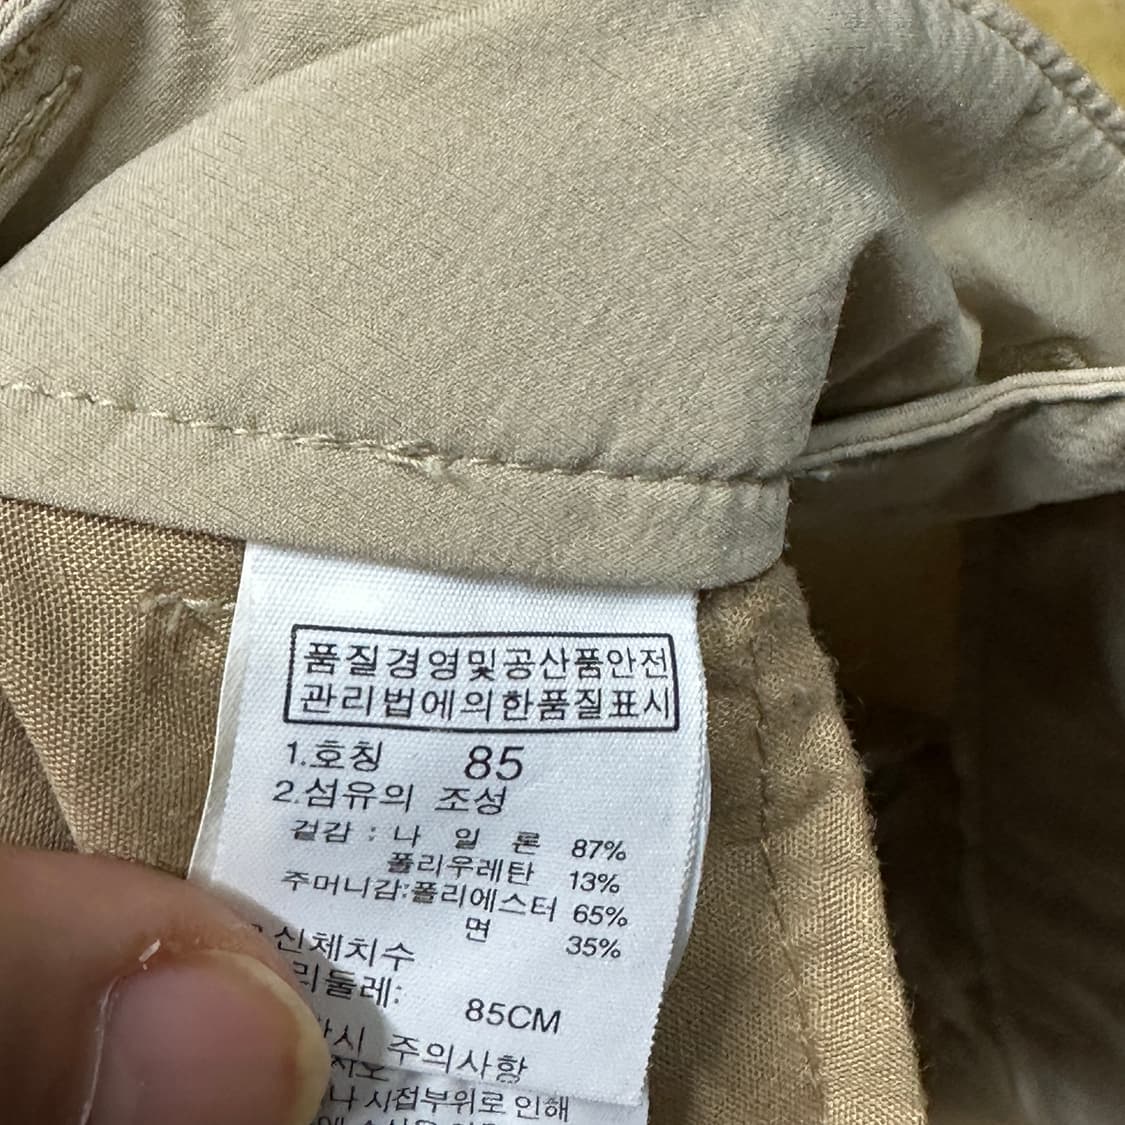 품질경영및공산품안전
관리법에의한품질표시
1.호칭 85
2.섬유의 조성
겉감 : 나 일 론 87%
폴리우레탄 13%
주머니감:폴리에스터 65%
면 35%
신체치수
리둘레:
85CM
주의사항
시접부위로 인해